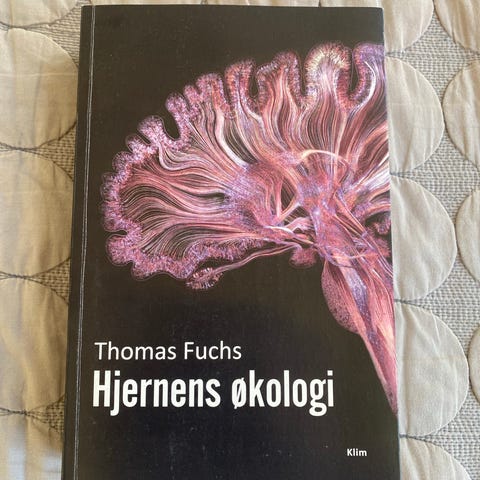 Thomas Fuchs
Hjernens økologi
Klim